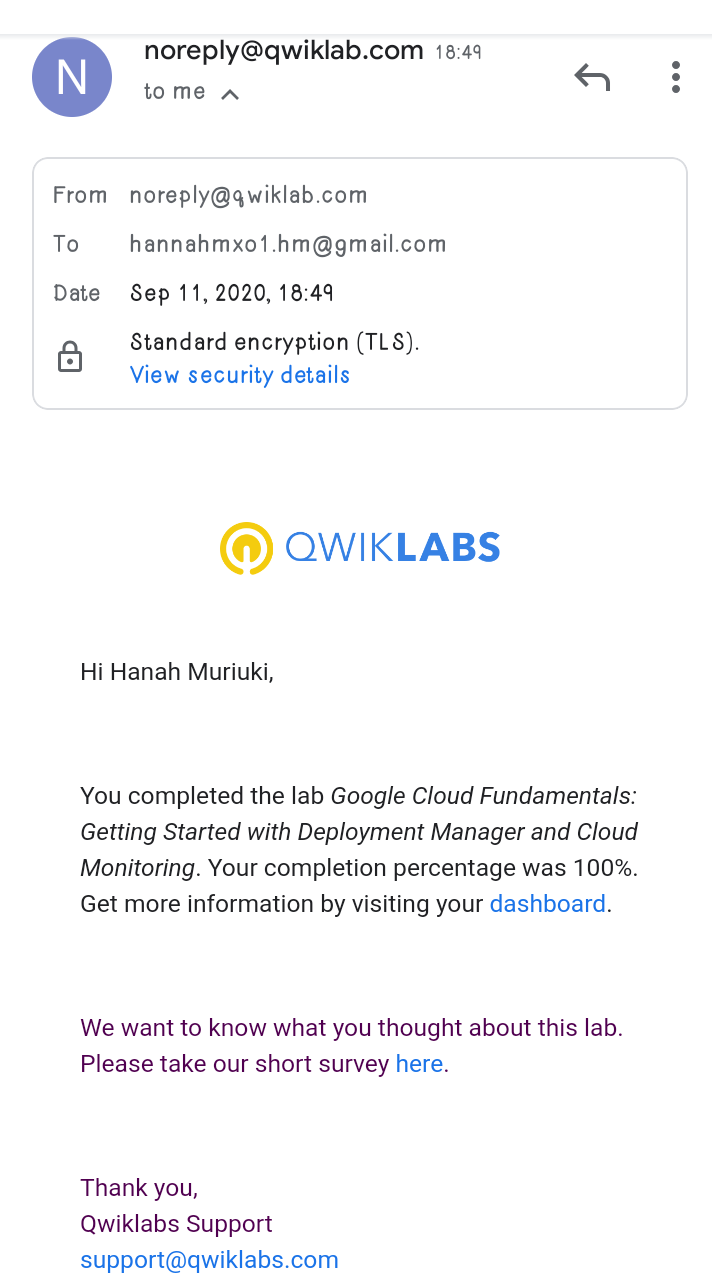 N
noreply@qwiklab.com 18:49
to me
From noreply@qwiklab.com
To hannahmxo1.hm@gmail.com
Date Sep 11, 2020, 18:49
Standard encryption (TLS).
View security details
QWIKLABS
Hi Hanah Muriuki,
You completed the lab Google Cloud Fundamentals:
Getting Started with Deployment Manager and Cloud
Monitoring. Your completion percentage was 100%.
Get more information by visiting your dashboard.
We want to know what you thought about this lab.
Please take our short survey here.
Thank you,
Qwiklabs Support
support@qwiklabs.com